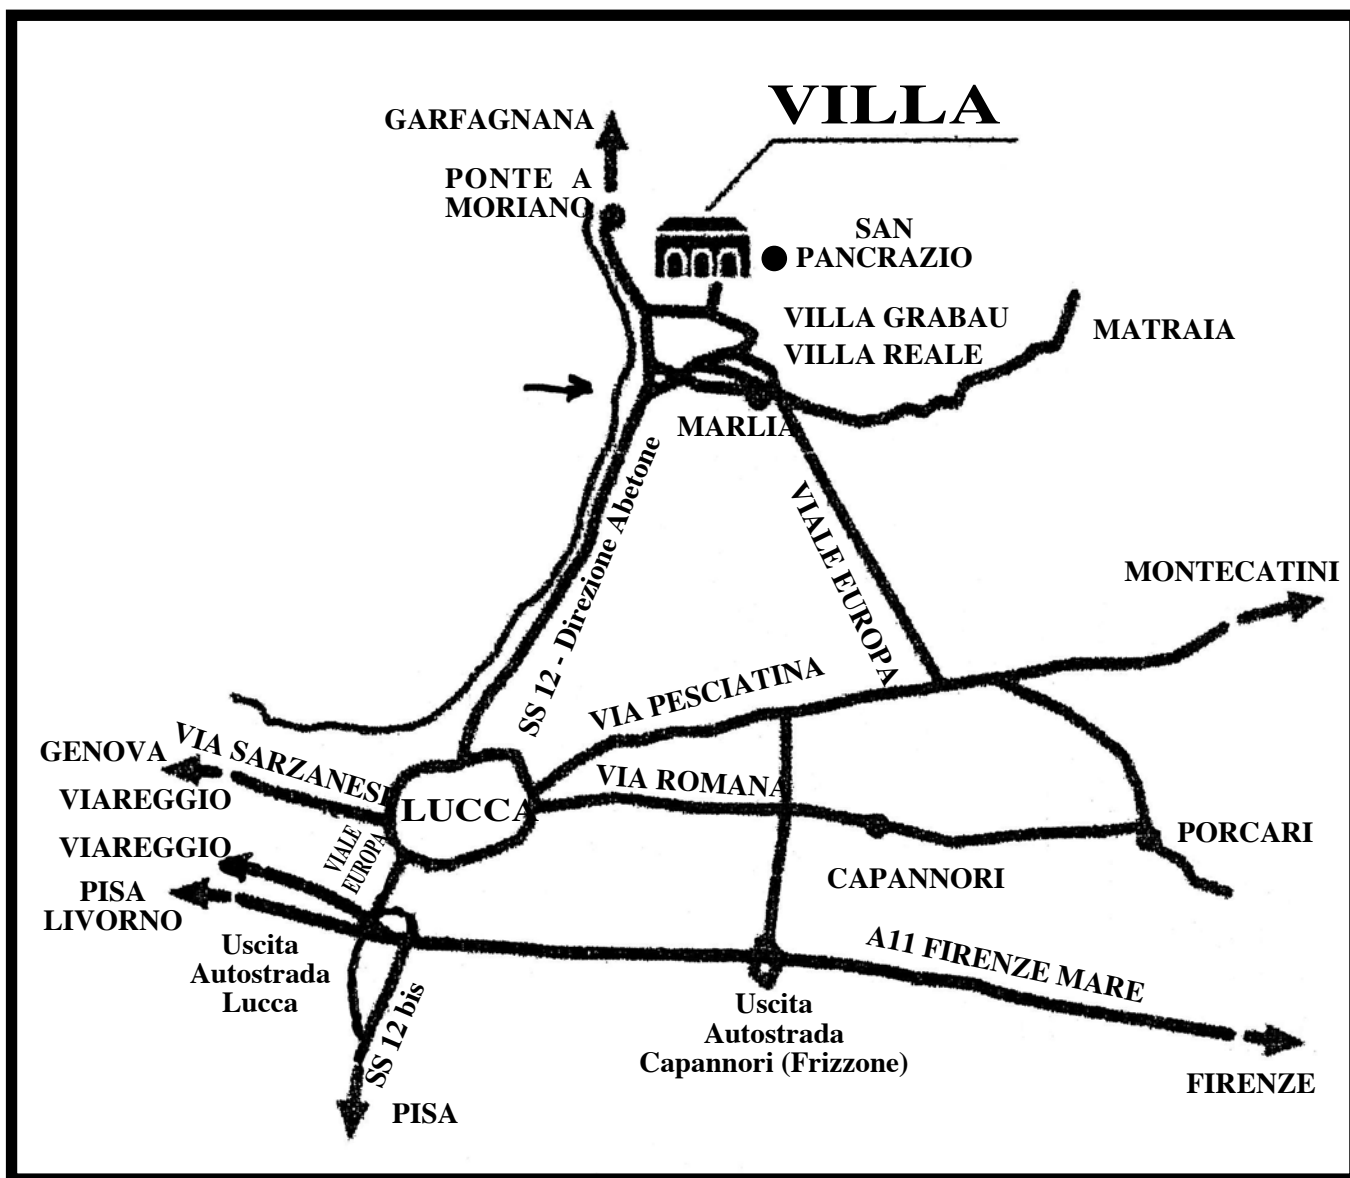 VILLA
GARFAGNANA
PONTE A
MORIANO
SAN
PANCRAZIO
VILLA GRABAU
VILLA REALE
MATRAIA
MARLIA
SS 12 - Direzione Abetone
VIALE EUROPA
MONTECATINI
VIA PESCIATINA
VIA SARZANESE
GENOVA
VIAREGGIO
VIA ROMANA
LUCCA
VIALE
EUROPA
VIAREGGIO
PISA
LIVORNO
PORCARI
CAPANNORI
Uscita
Autostrada
Lucca
A11 FIRENZE MARE
SS 12 bis
Uscita
Autostrada
Capannori (Frizzone)
FIRENZE
PISA